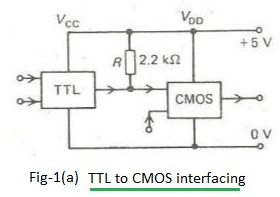 Vcc
VDD
+5 V
R
2.2 kΩ
TTL
CMOS
0 V
Fig-1(a) TTL to CMOS interfacing